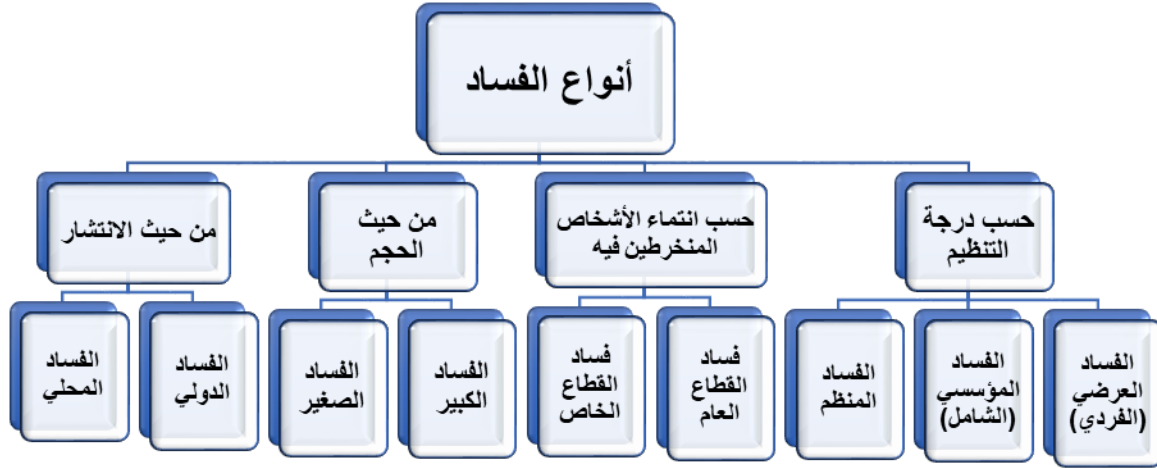 أنواع الفساد
حسب درجة
التنظيم
حسب انتماء الأشخاص
المنخرطين فيه
من حيث
الحجم
من حيث الانتشار
الفساد
العرضي
(الفردي)
الفساد
المؤسسي
(الشامل)
الفساد
المنظم
فساد
القطاع
العام
فساد
القطاع
الخاص
الفساد
الكبير
الفساد
الصغير
الفساد
الدولي
الفساد
المحلي